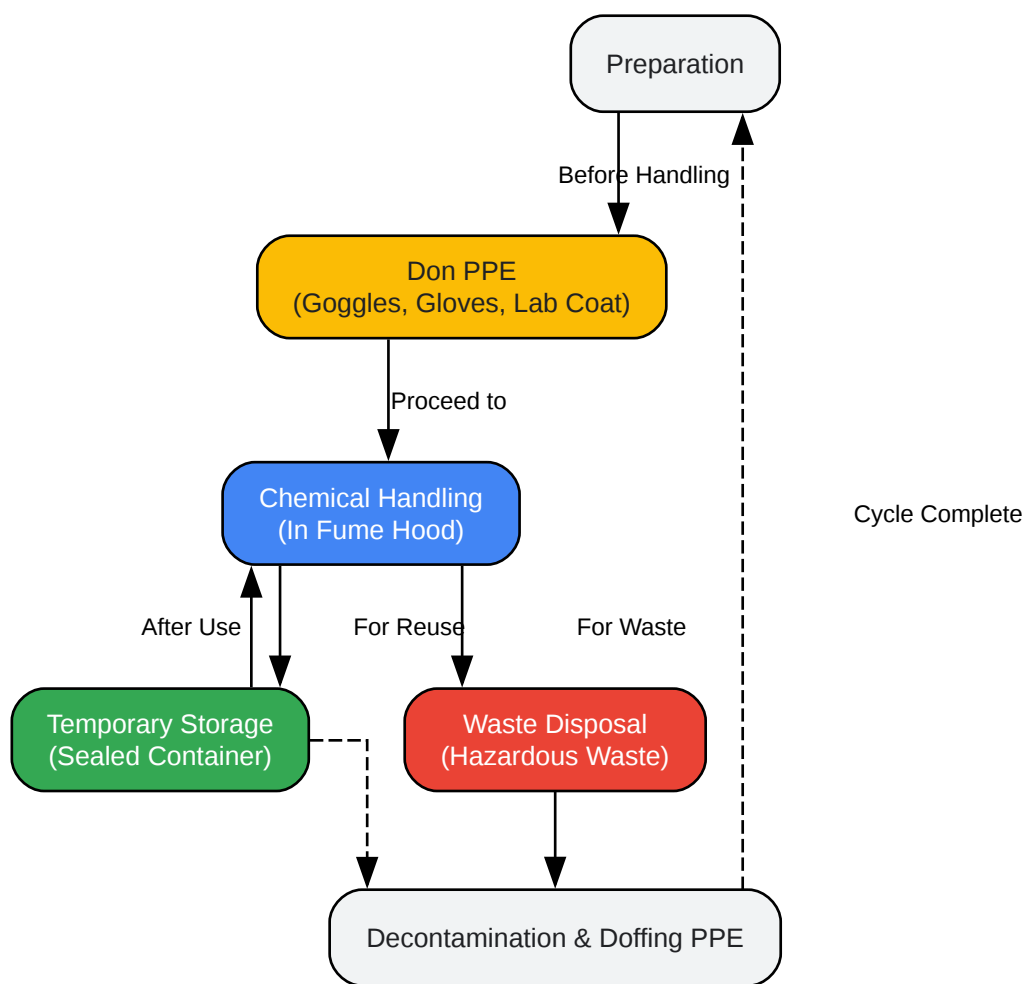 Preparation
Before Handling
Don PPE
(Goggles, Gloves, Lab Coat)
Proceed to
Chemical Handling
(In Fume Hood)
Cycle Complete
After Use
For Reuse
For Waste
Temporary Storage
(Sealed Container)
Waste Disposal
(Hazardous Waste)
Decontamination & Doffing PPE